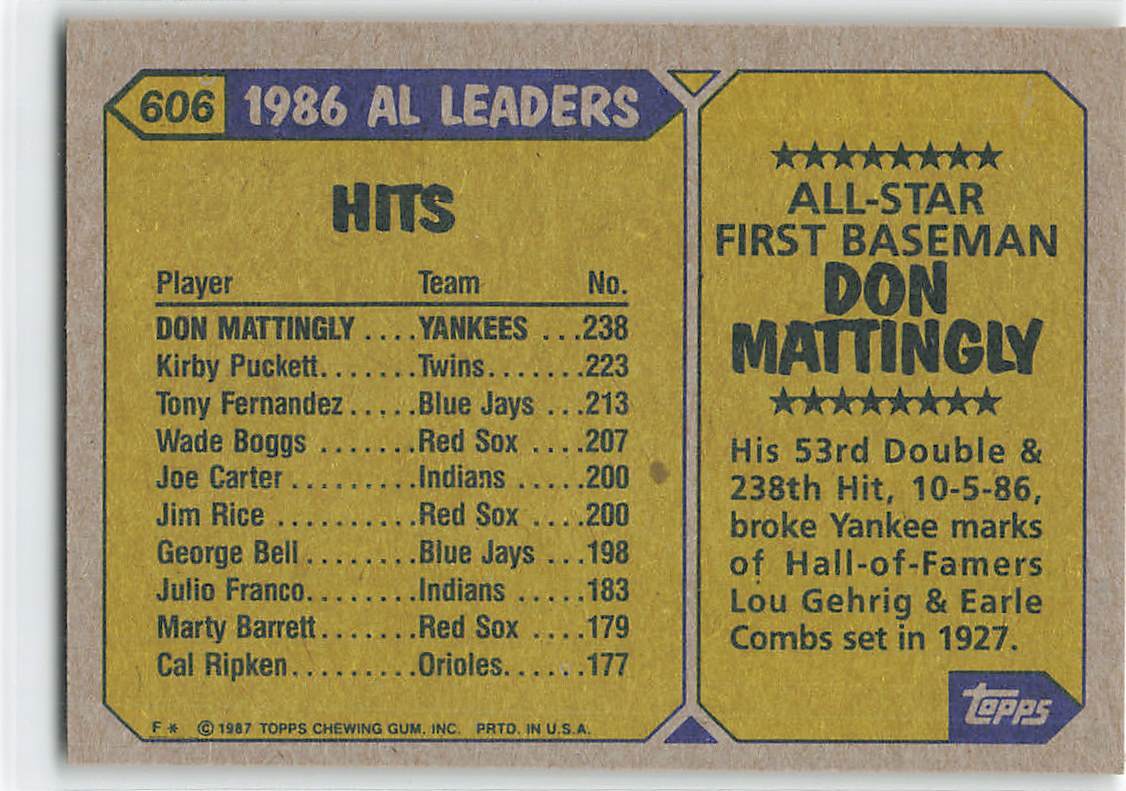 606 1986 AL LEADERS
HITS
Player Team No.
DON MATTINGLY ....YANKEES ...238
Kirby Puckett.......Twins.......223
Tony Fernandez.....Blue Jays ...213
Wade Boggs .......Red Sox ....207
Joe Carter .........Indians .....200
Jim Rice ..........Red Sox ....200
George Bell ........Blue Jays ...198
Julio Franco........Indians .....183
Marty Barrett.......Red Sox ....179
Cal Ripken.........Orioles......177
F* © 1987 TOPPS CHEWING GUM, INC. PRTD. IN U.S.A.
★★★★★★★★
ALL-STAR
FIRST BASEMAN
DON
MATTINGLY
★★★★★★★★
His 53rd Double &
238th Hit, 10-5-86,
broke Yankee marks
of Hall-of-Famers
Lou Gehrig & Earle
Combs set in 1927.
topps